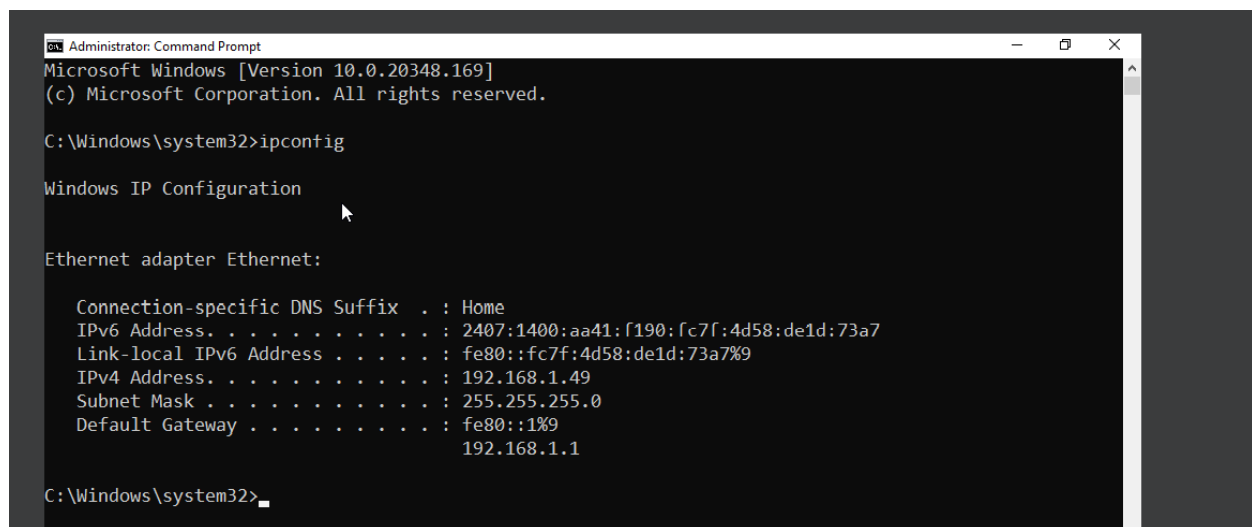 Administrator: Command Prompt
Microsoft Windows [Version 10.0.20348.169]
(c) Microsoft Corporation. All rights reserved.
C:\Windows\system32>ipconfig
Windows IP Configuration
Ethernet adapter Ethernet:
Connection-specific DNS Suffix . : Home
IPv6 Address. . . . . . . . . . . : 2407:1400:aa41:f190:fc7f:4d58:de1d:73a7
Link-local IPv6 Address . . . . . : fe80::fc7f:4d58:de1d:73a7%9
IPv4 Address. . . . . . . . . . . : 192.168.1.49
Subnet Mask . . . . . . . . . . . : 255.255.255.0
Default Gateway . . . . . . . . . : fe80::1%9
192.168.1.1
C:\Windows\system32>